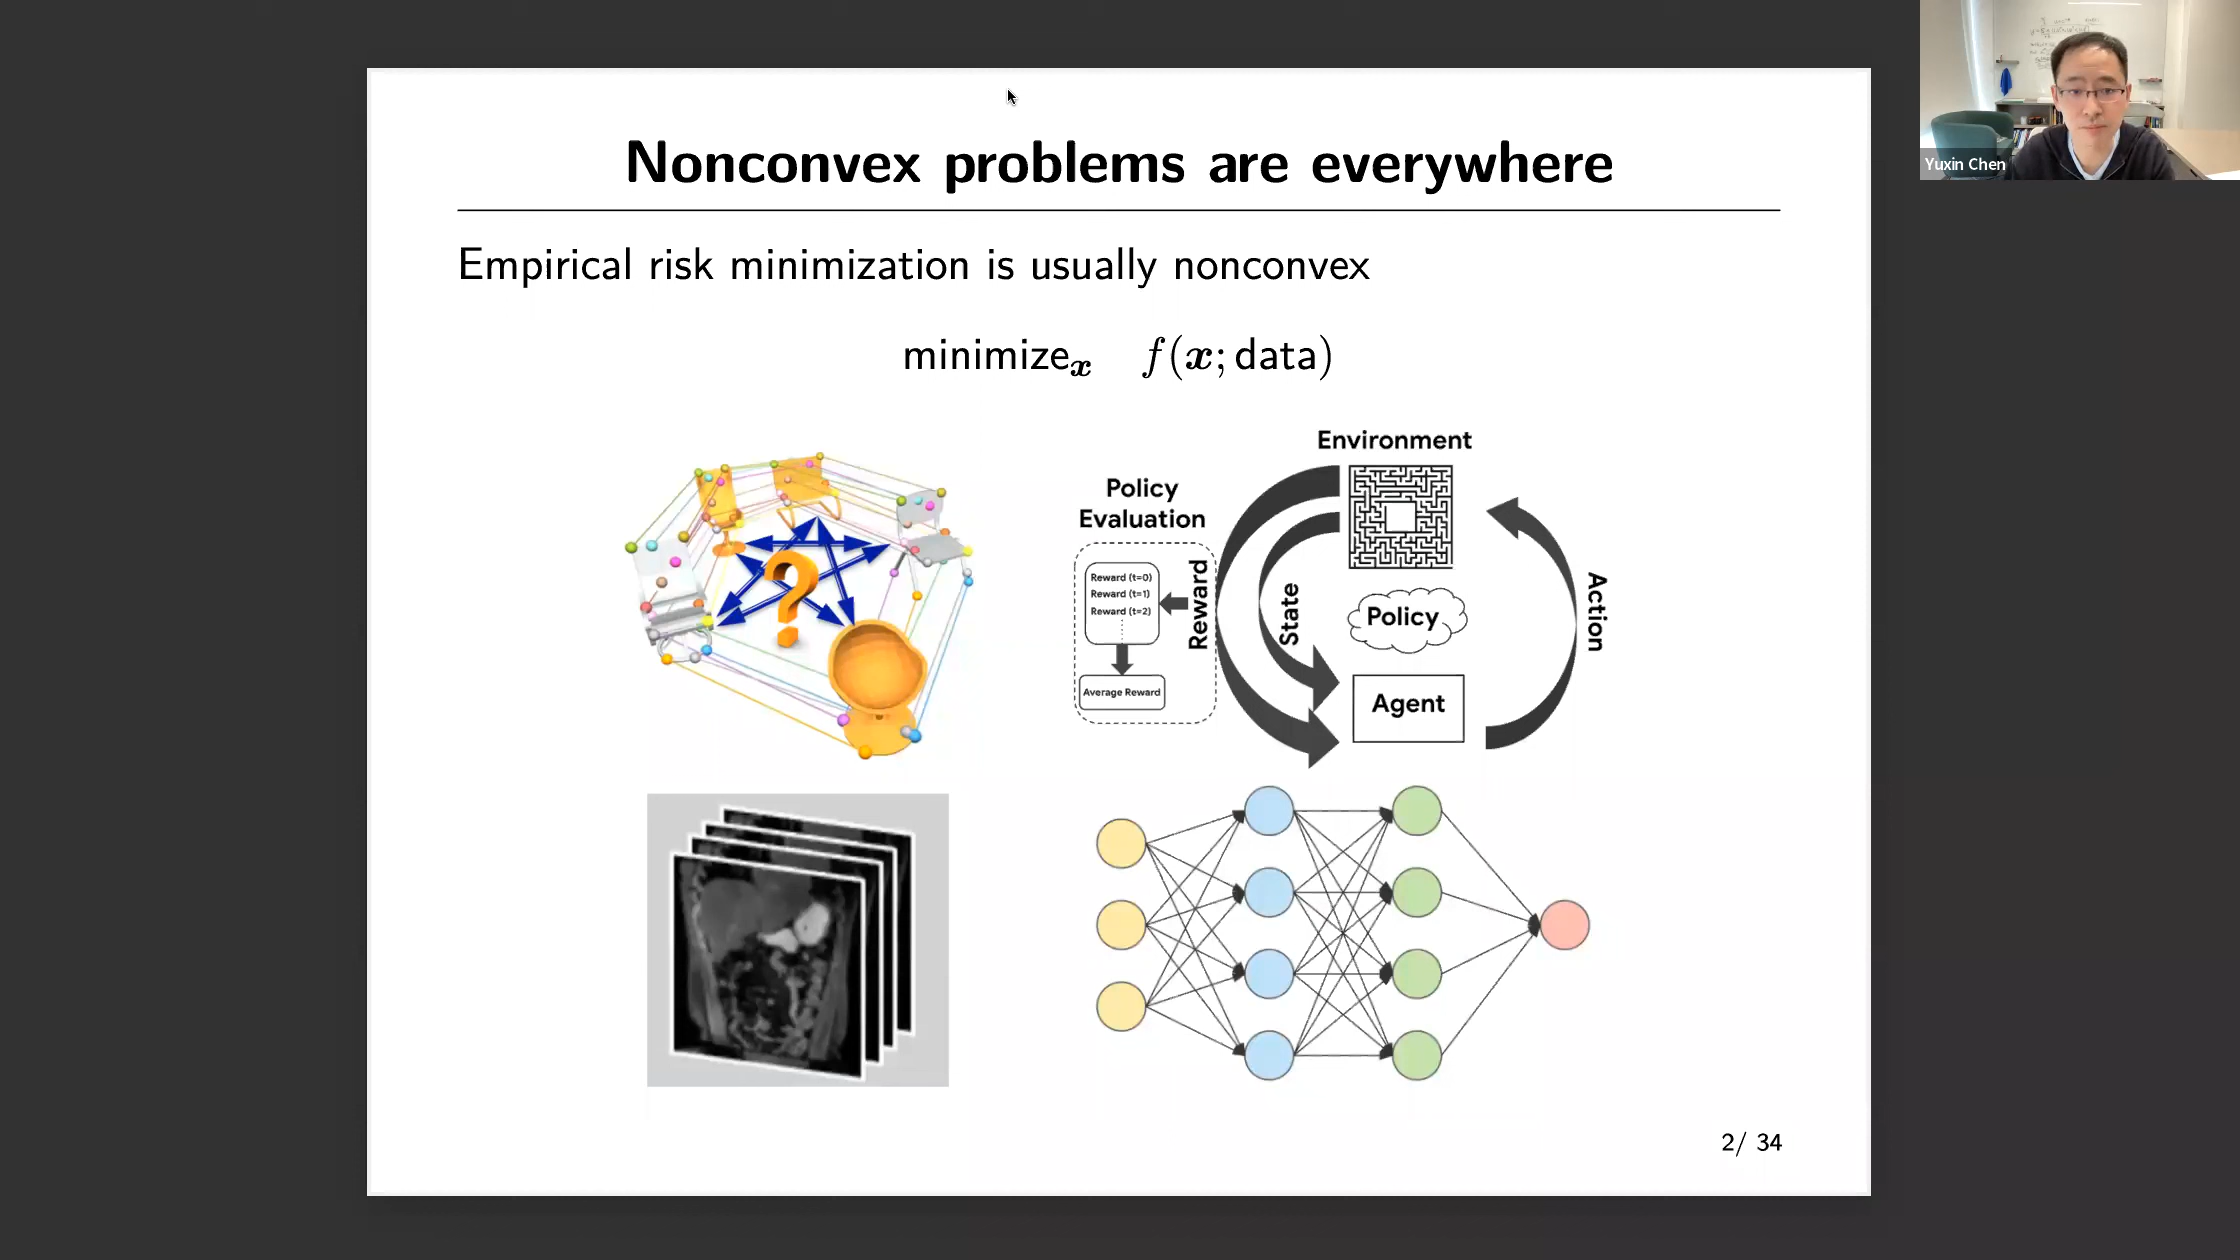 Nonconvex problems are everywhere
Empirical risk minimization is usually nonconvex
minimize𝒙 f(𝒙; data)
?
Environment
Policy
Evaluation
Reward (t=0)
Reward (t=1)
Reward (t=2)
Average Reward
Reward
State
Policy
Agent
Action
2/ 34
Yuxin Chen